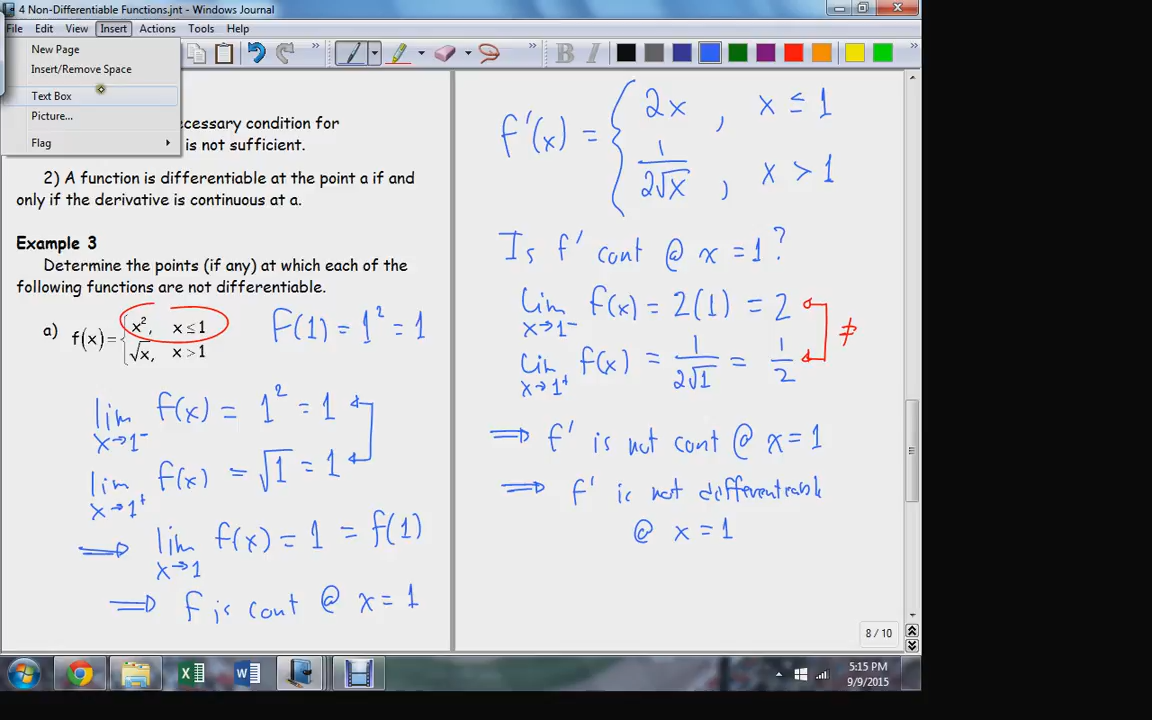 4 Non-Differentiable Functions.jnt - Windows Journal
File Edit View Insert Actions Tools Help
New Page
Insert/Remove Space
Text Box
Picture...
Flag
ecessary condition for
is not sufficient.
2) A function is differentiable at the point a if and
only if the derivative is continuous at a.
Example 3
Determine the points (if any) at which each of the
following functions are not differentiable.
a) f(x) = { x², x ≤ 1
√x, x > 1
F(1) = 1² = 1
lim x→1⁻ f(x) = 1² = 1
lim x→1⁺ f(x) = √1 = 1
⇒ lim x→1 f(x) = 1 = f(1)
⇒ f is cont @ x = 1
f'(x) = { 2x , x ≤ 1
1/(2√x) , x > 1
Is f' cont @ x = 1?
lim x→1⁻ f(x) = 2(1) = 2
≠
lim x→1⁺ f(x) = 1/(2√1) = 1/2
⇒ f' is not cont @ x = 1
⇒ f' is not differentiable
@ x = 1
8 / 10
5:15 PM
9/9/2015